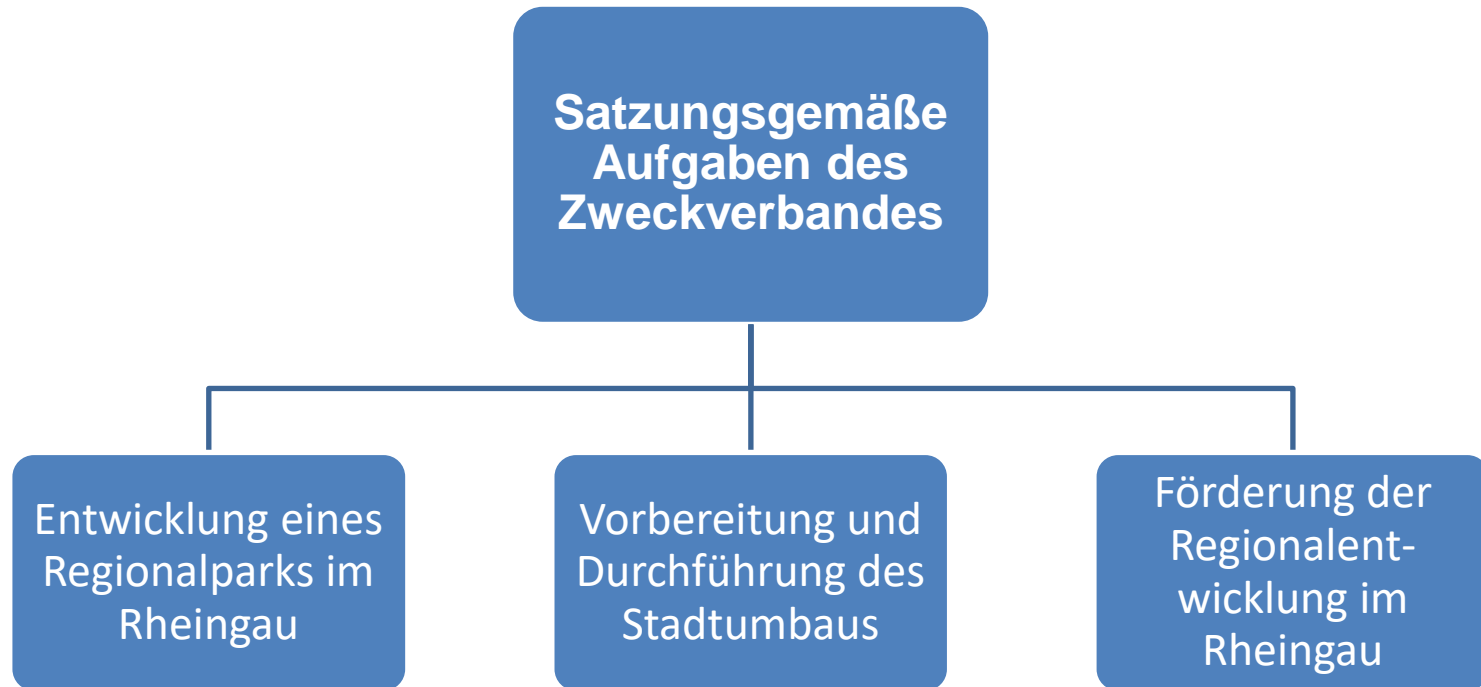 Satzungsgemäße
Aufgaben des
Zweckverbandes
Entwicklung eines
Regionalparks im
Rheingau
Vorbereitung und
Durchführung des
Stadtumbaus
Förderung der
Regionalent-
wicklung im
Rheingau